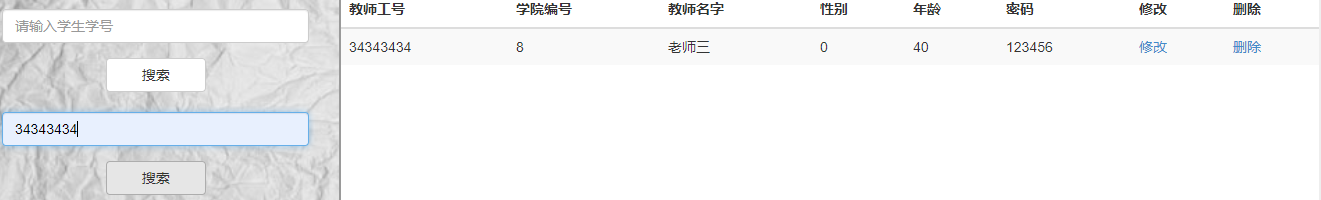 请输入学生学号
搜索
34343434
搜索
教师工号 学院编号 教师名字 性别 年龄 密码 修改 删除
34343434 8 老师三 0 40 123456 修改 删除